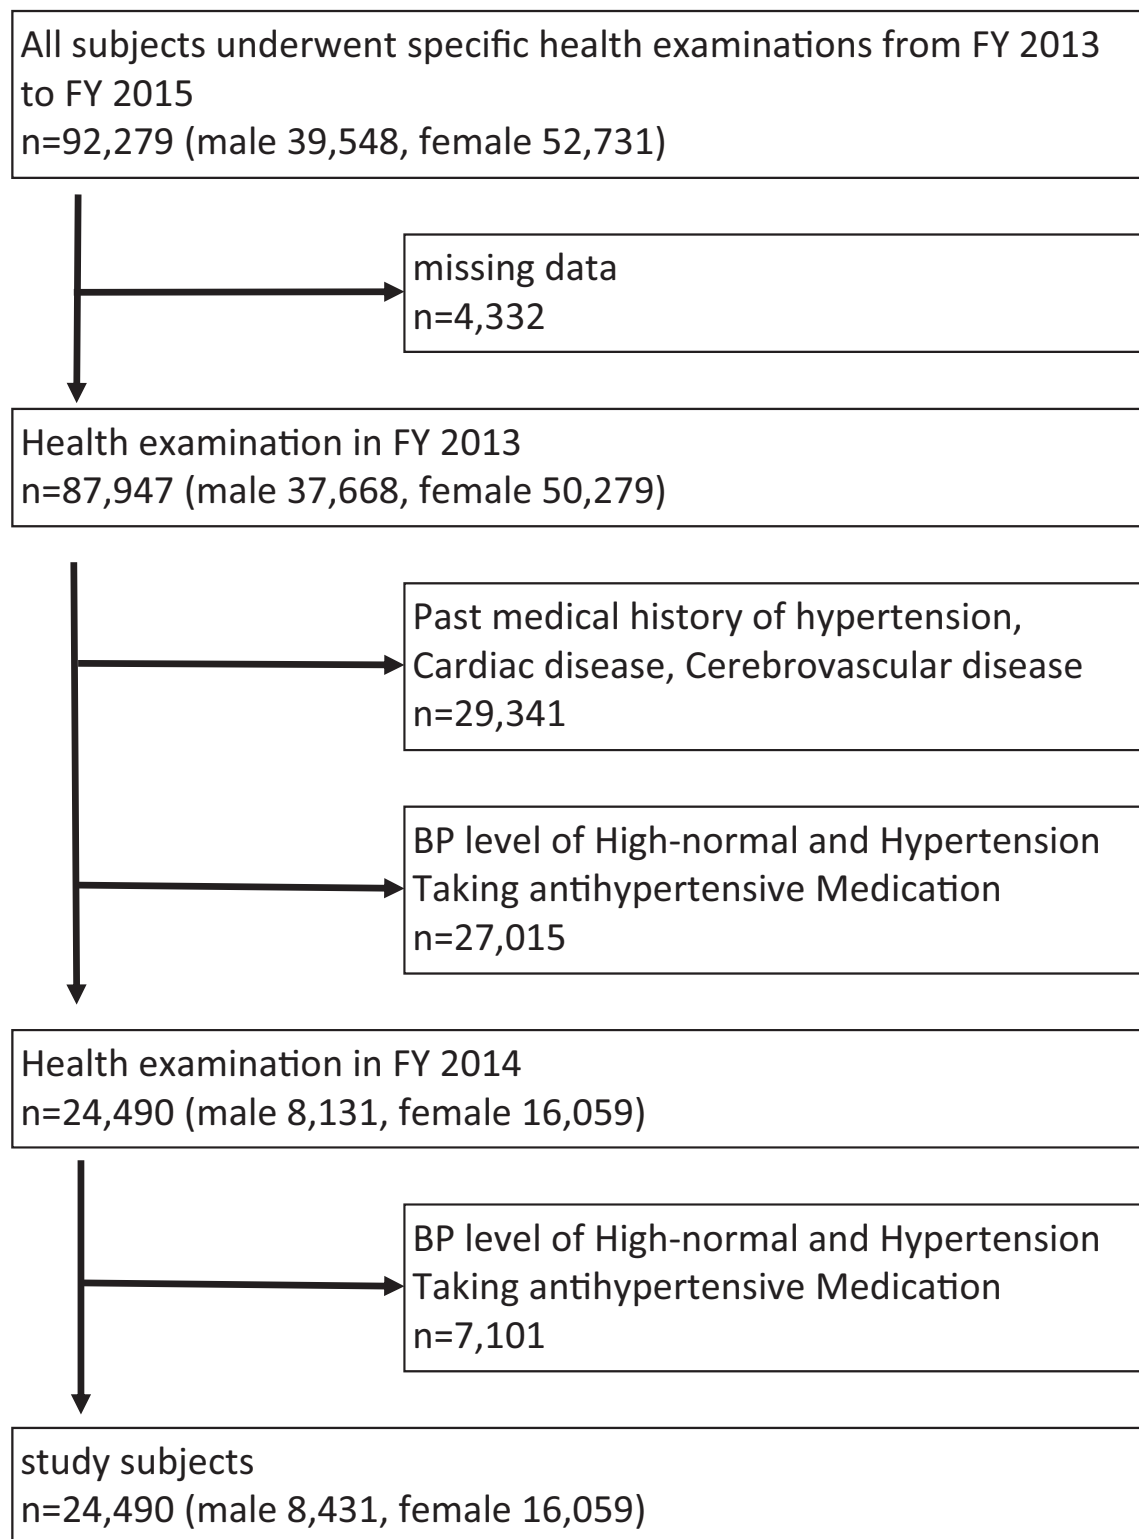 All subjects underwent specific health examinations from FY 2013
to FY 2015
n=92,279 (male 39,548, female 52,731)
missing data
n=4,332
Health examination in FY 2013
n=87,947 (male 37,668, female 50,279)
Past medical history of hypertension,
Cardiac disease, Cerebrovascular disease
n=29,341
BP level of High-normal and Hypertension
Taking antihypertensive Medication
n=27,015
Health examination in FY 2014
n=24,490 (male 8,131, female 16,059)
BP level of High-normal and Hypertension
Taking antihypertensive Medication
n=7,101
study subjects
n=24,490 (male 8,431, female 16,059)